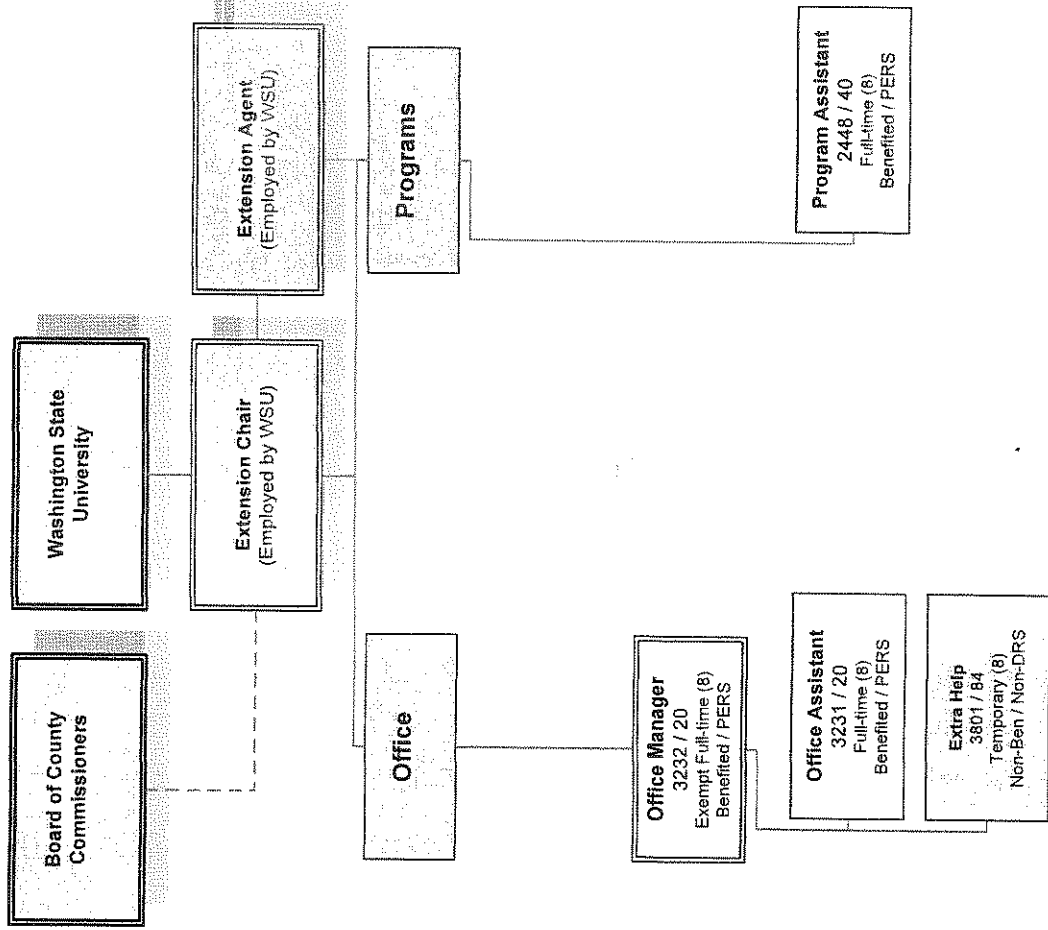 Board of County
Commissioners
Washington State
University
Extension Chair
(Employed by WSU)
Extension Agent
(Employed by WSU)
Office
Programs
Office Manager
3232 / 20
Exempt Full-time (8)
Benefited / PERS
Office Assistant
3231 / 20
Full-time (8)
Benefited / PERS
Extra Help
3801 / 84
Temporary (8)
Non-Ben / Non-DRS
Program Assistant
2448 / 40
Full-time (8)
Benefited / PERS